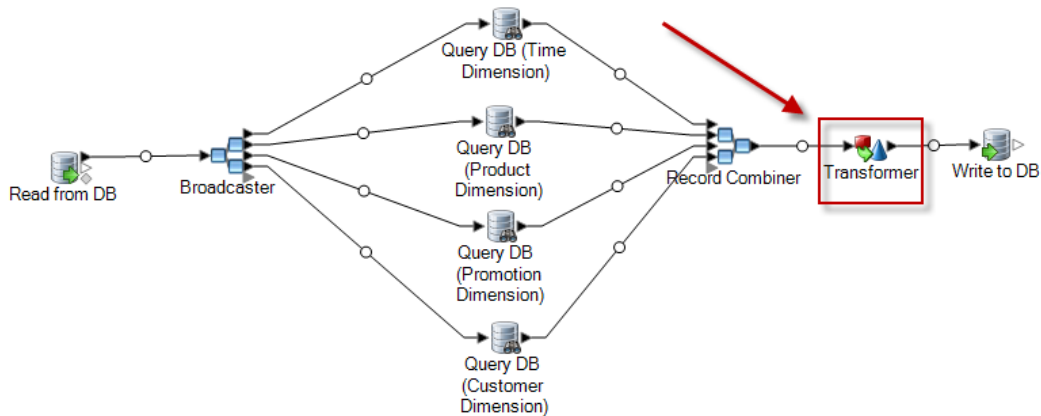 Query DB (Time
Dimension)
Read from DB
Broadcaster
Query DB
(Product
Dimension)
Record Combiner
Transformer
Write to DB
Query DB
(Promotion
Dimension)
Query DB
(Customer
Dimension)